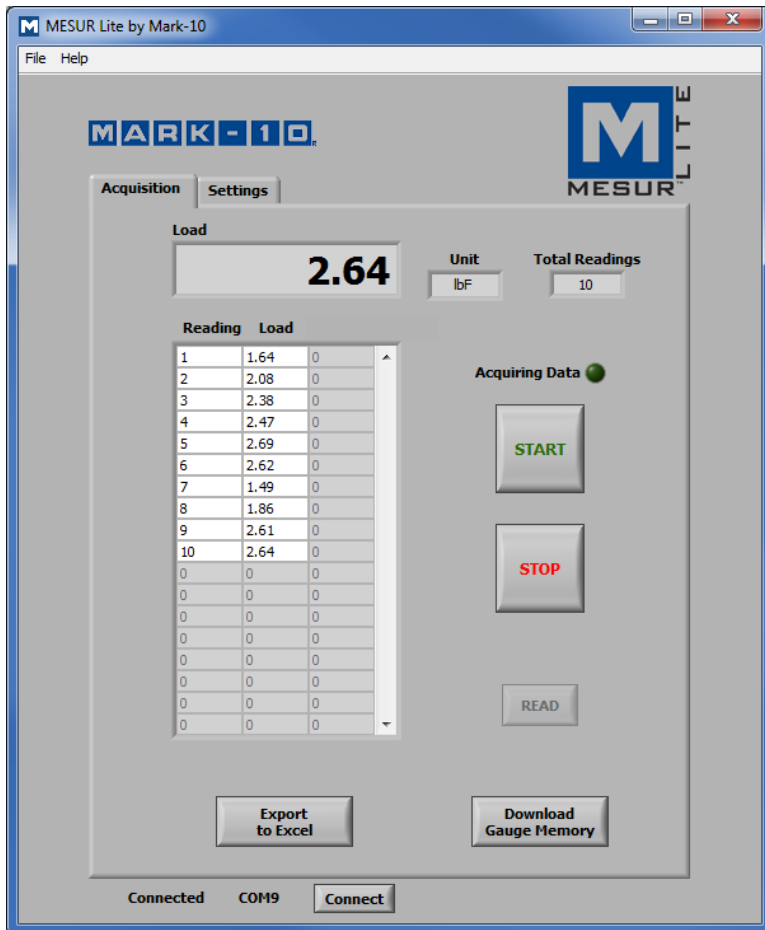 M MESUR Lite by Mark-10
File Help
MARK-10®
M LITE
MESUR™
Acquisition Settings
Load
2.64
Unit
lbF
Total Readings
10
Reading Load
1 1.64 0
2 2.08 0
3 2.38 0
4 2.47 0
5 2.69 0
6 2.62 0
7 1.49 0
8 1.86 0
9 2.61 0
10 2.64 0
0 0 0
0 0 0
0 0 0
0 0 0
0 0 0
0 0 0
0 0 0
0 0 0
Acquiring Data
START
STOP
READ
Export
to Excel
Download
Gauge Memory
Connected COM9 Connect